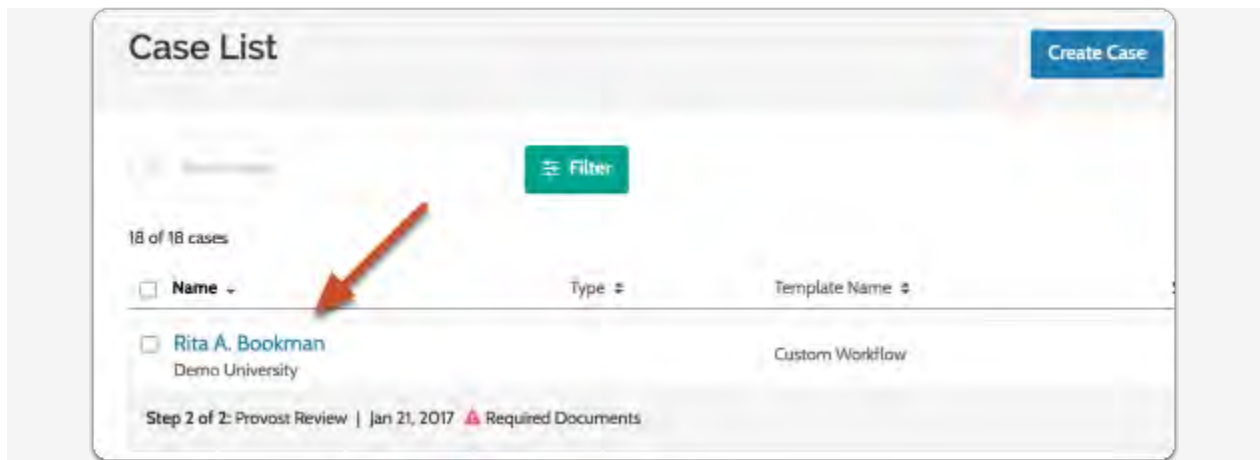 Case List
Create Case
Filter
18 of 18 cases
Name Type Template Name
Rita A. Bookman
Demo University
Custom Workflow
Step 2 of 2: Provost Review | Jan 21, 2017 Required Documents